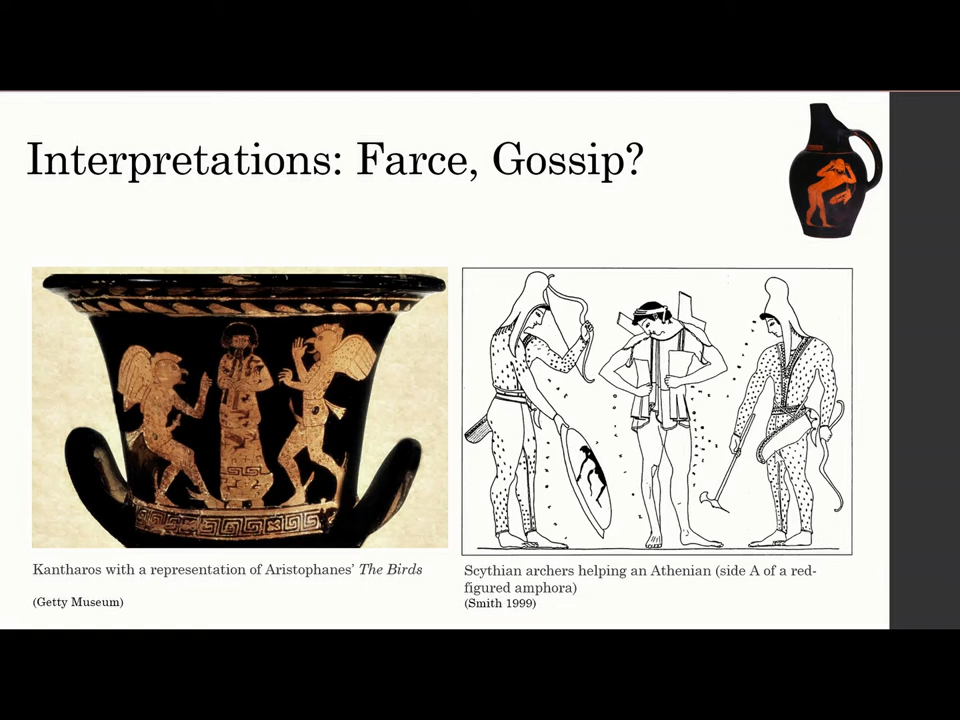 Interpretations: Farce, Gossip?
Kantharos with a representation of Aristophanes’ The Birds
(Getty Museum)
Scythian archers helping an Athenian (side A of a red-
figured amphora)
(Smith 1999)